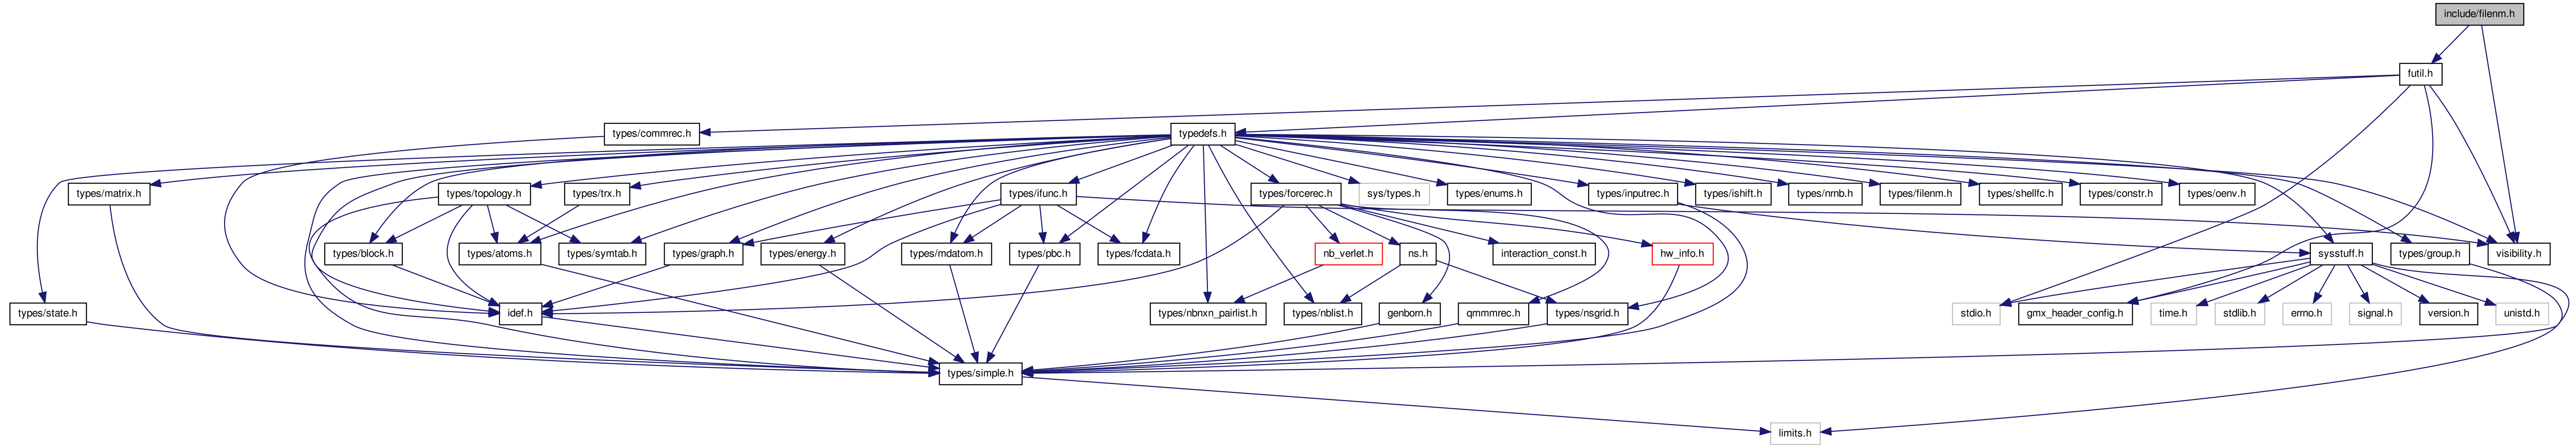 include/filenm.h
futil.h
types/commrec.h
typedefs.h
types/matrix.h
types/topology.h
types/trx.h
types/ifunc.h
types/forcerec.h
sys/types.h
types/enums.h
types/inputrec.h
types/ishift.h
types/nmb.h
types/filenm.h
types/shellfc.h
types/constr.h
types/oenv.h
types/block.h
types/atoms.h
types/symtab.h
types/graph.h
types/energy.h
types/mdatom.h
types/pbc.h
types/fcdata.h
nb_verlet.h
ns.h
interaction_const.h
hw_info.h
sysstuff.h
types/group.h
visibility.h
types/state.h
idef.h
types/nbnxn_pairlist.h
types/nblist.h
genborn.h
qmmmrec.h
types/nsgrid.h
stdio.h
gmx_header_config.h
time.h
stdlib.h
errno.h
signal.h
version.h
unistd.h
types/simple.h
limits.h